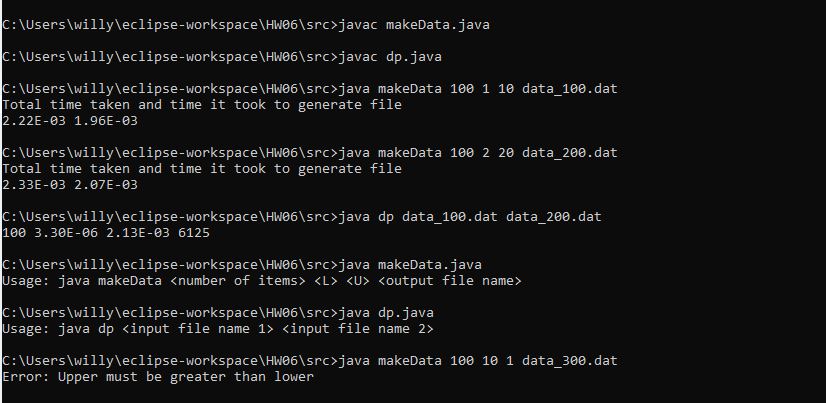 C:\Users\willy\eclipse-workspace\HW06\src>javac makeData.java
C:\Users\willy\eclipse-workspace\HW06\src>javac dp.java
C:\Users\willy\eclipse-workspace\HW06\src>java makeData 100 1 10 data_100.dat
Total time taken and time it took to generate file
2.22E-03 1.96E-03
C:\Users\willy\eclipse-workspace\HW06\src>java makeData 100 2 20 data_200.dat
Total time taken and time it took to generate file
2.33E-03 2.07E-03
C:\Users\willy\eclipse-workspace\HW06\src>java dp data_100.dat data_200.dat
100 3.30E-06 2.13E-03 6125
C:\Users\willy\eclipse-workspace\HW06\src>java makeData.java
Usage: java makeData <number of items> <L> <U> <output file name>
C:\Users\willy\eclipse-workspace\HW06\src>java dp.java
Usage: java dp <input file name 1> <input file name 2>
C:\Users\willy\eclipse-workspace\HW06\src>java makeData 100 10 1 data_300.dat
Error: Upper must be greater than lower